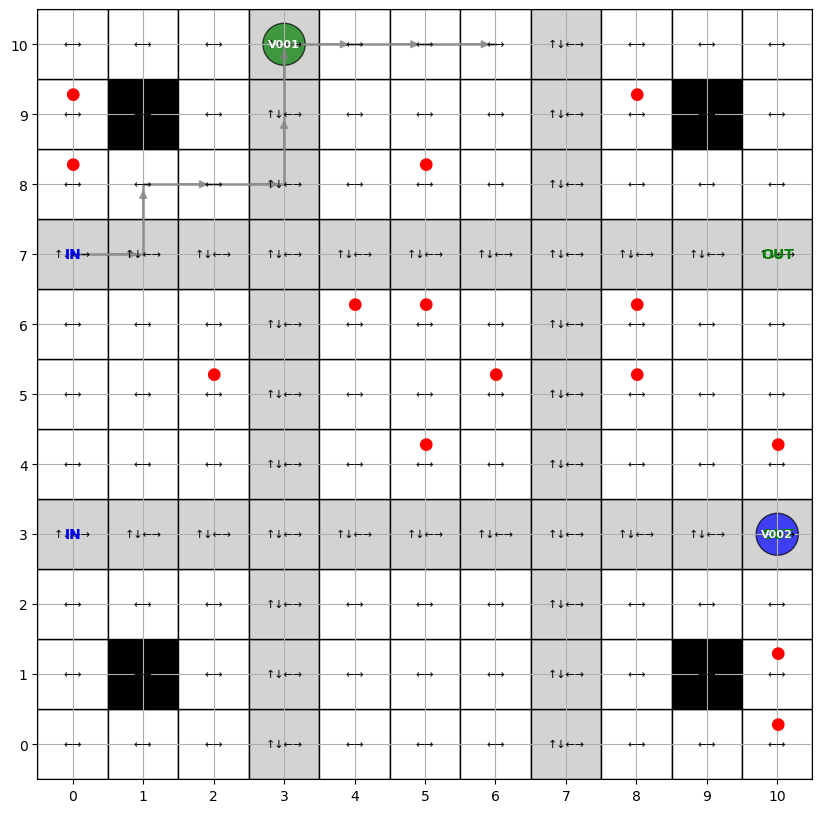 10 ←→ ←→ ←→ V001 ←→ ←→ ←→ ↑↓←→ ←→ ←→ ←→
9 ←→ ←→ ↑↓←→ ←→ ←→ ←→ ↑↓←→ ←→ ←→
8 ←→ ←→ ↑↓←→ ←→ ←→ ←→ ↑↓←→ ←→ ←→ ←→
7 IN ↑↓←→ ↑↓←→ ↑↓←→ ↑↓←→ ↑↓←→ ↑↓←→ ↑↓←→ ↑↓←→ ↑↓←→ OUT
6 ←→ ←→ ←→ ↑↓←→ ←→ ←→ ←→ ↑↓←→ ←→ ←→ ←→
5 ←→ ←→ ←→ ↑↓←→ ←→ ←→ ←→ ↑↓←→ ←→ ←→ ←→
4 ←→ ←→ ←→ ↑↓←→ ←→ ←→ ←→ ↑↓←→ ←→ ←→ ←→
3 IN ↑↓←→ ↑↓←→ ↑↓←→ ↑↓←→ ↑↓←→ ↑↓←→ ↑↓←→ ↑↓←→ ↑↓←→ V002
2 ←→ ←→ ←→ ↑↓←→ ←→ ←→ ←→ ↑↓←→ ←→ ←→ ←→
1 ←→ ←→ ↑↓←→ ←→ ←→ ←→ ↑↓←→ ←→ ←→
0 ←→ ←→ ←→ ↑↓←→ ←→ ←→ ←→ ↑↓←→ ←→ ←→ ←→
0 1 2 3 4 5 6 7 8 9 10